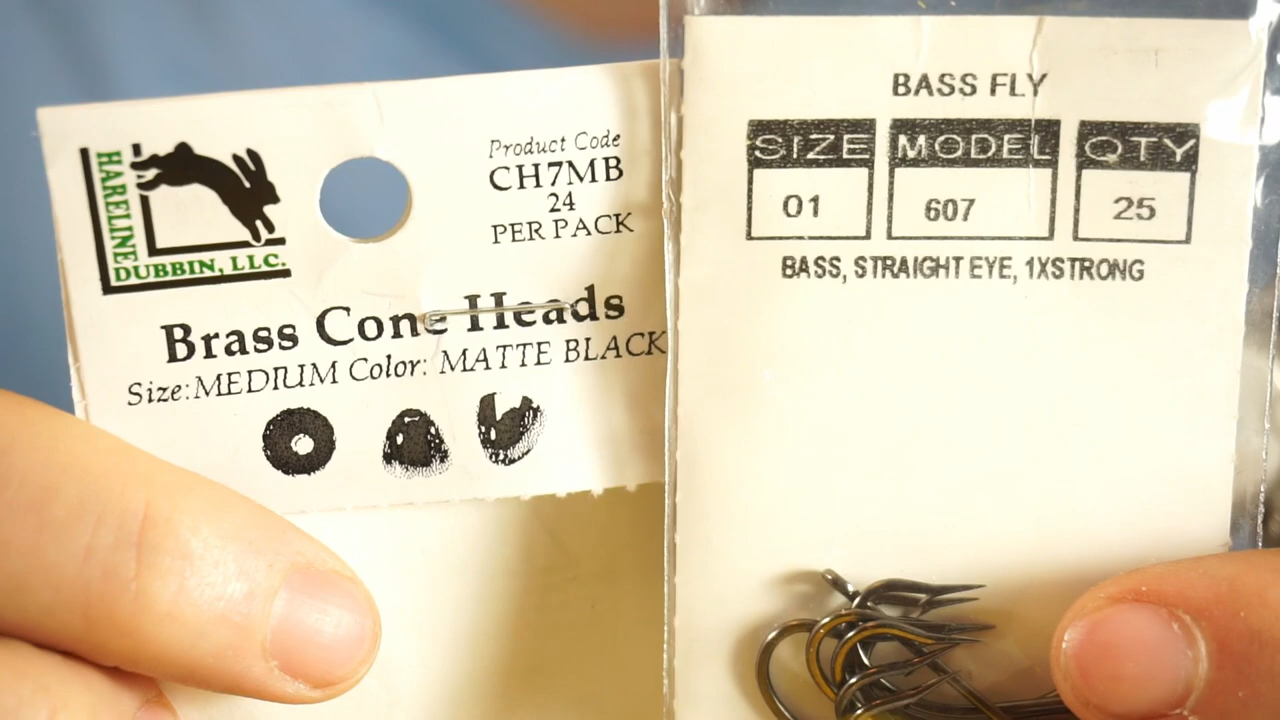 HARELINE
DUBBIN, LLC.
Product Code
CH7MB
24
PER PACK
Brass Cone Heads
Size:MEDIUM Color: MATTE BLACK
BASS FLY
SIZE MODEL QTY
01 607 25
BASS, STRAIGHT EYE, 1XSTRONG